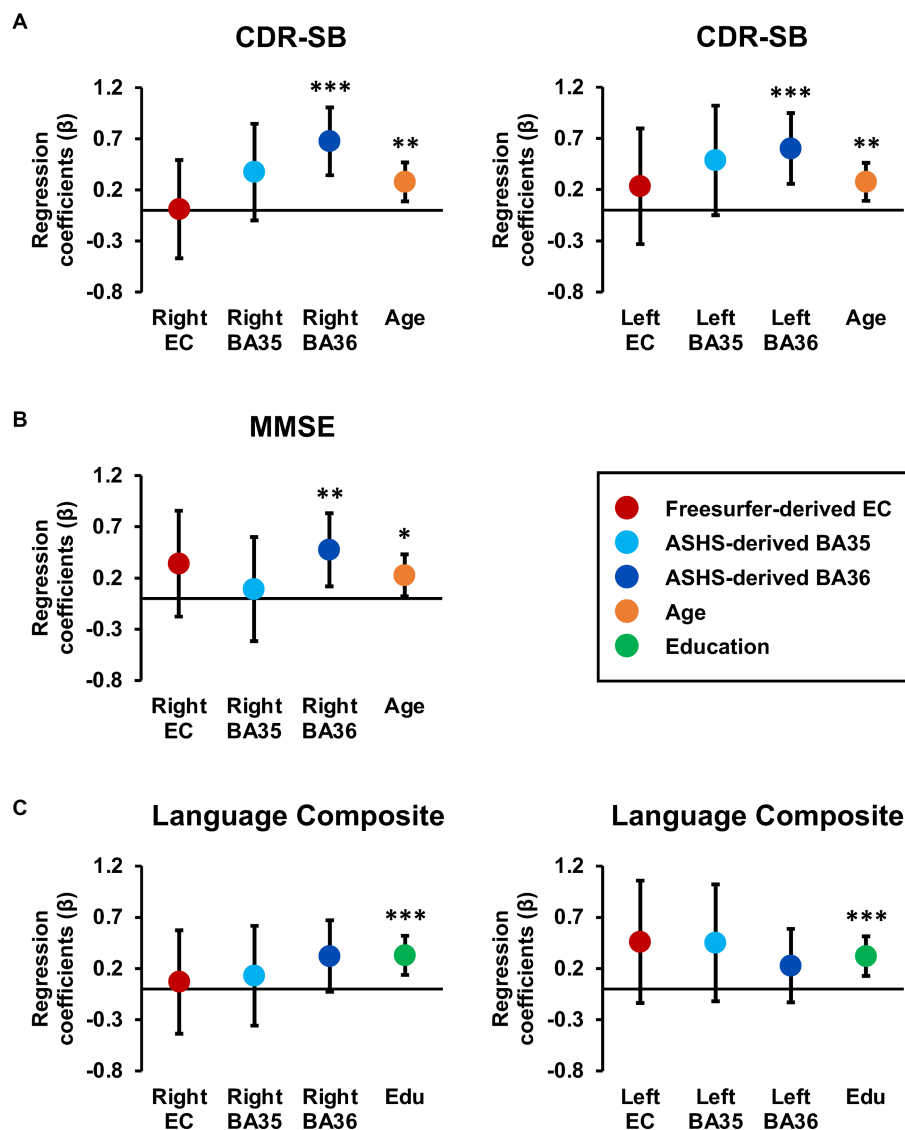 A
CDR-SB
Regression
coefficients (β)
1.2
0.7
0.2
-0.3
-0.8
***
**
Right
EC
Right
BA35
Right
BA36
Age
CDR-SB
Regression
coefficients (β)
1.2
0.7
0.2
-0.3
-0.8
***
**
Left
EC
Left
BA35
Left
BA36
Age
B
MMSE
Regression
coefficients (β)
1.2
0.7
0.2
-0.3
-0.8
**
*
Right
EC
Right
BA35
Right
BA36
Age
Freesurfer-derived EC
ASHS-derived BA35
ASHS-derived BA36
Age
Education
C
Language Composite
Regression
coefficients (β)
1.2
0.7
0.2
-0.3
-0.8
***
Right
EC
Right
BA35
Right
BA36
Edu
Language Composite
Regression
coefficients (β)
1.2
0.7
0.2
-0.3
-0.8
***
Left
EC
Left
BA35
Left
BA36
Edu